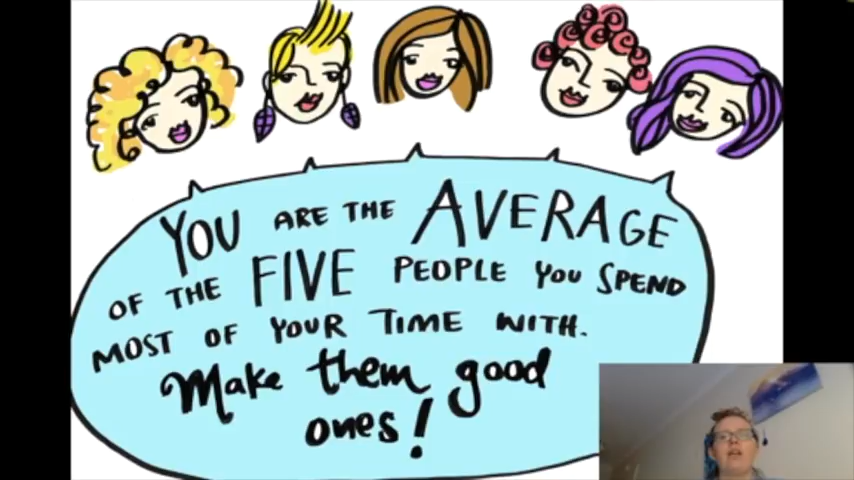 YOU ARE THE AVERAGE
OF THE FIVE PEOPLE YOU SPEND
MOST OF YOUR TIME WITH.
Make them good
ones!